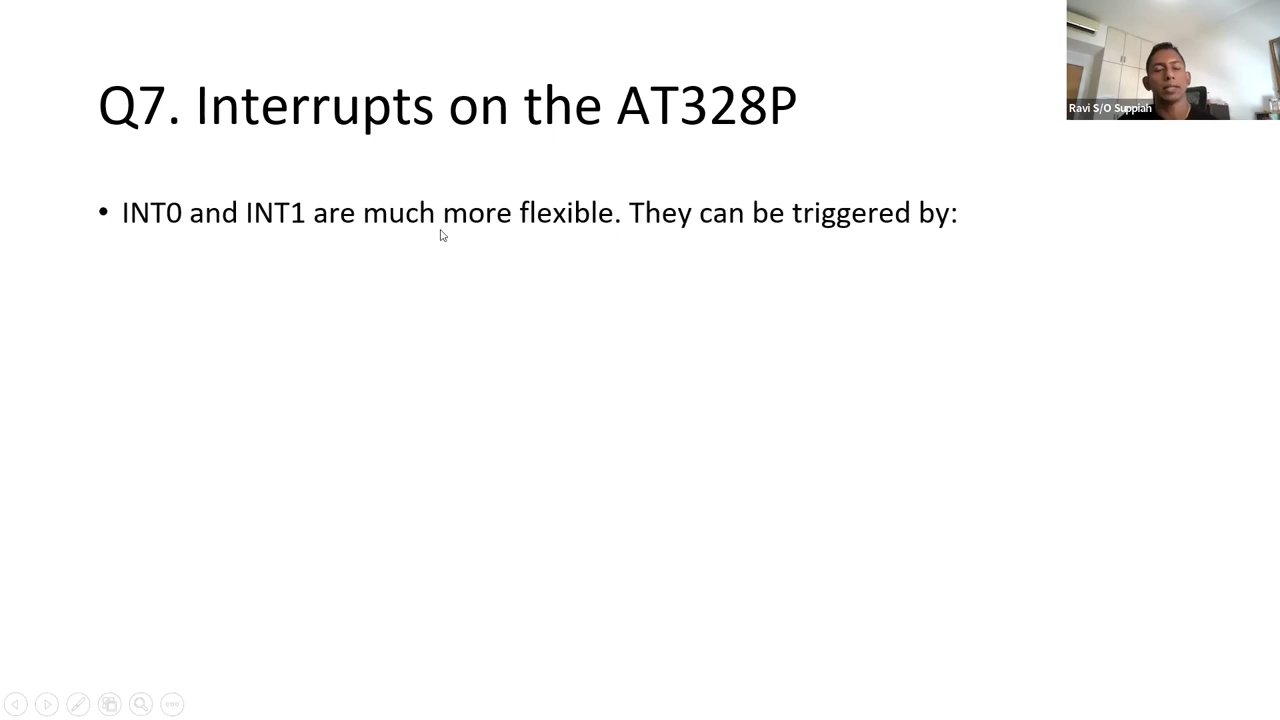 Q7. Interrupts on the AT328P
Ravi S/O Suppiah
• INT0 and INT1 are much more flexible. They can be triggered by: